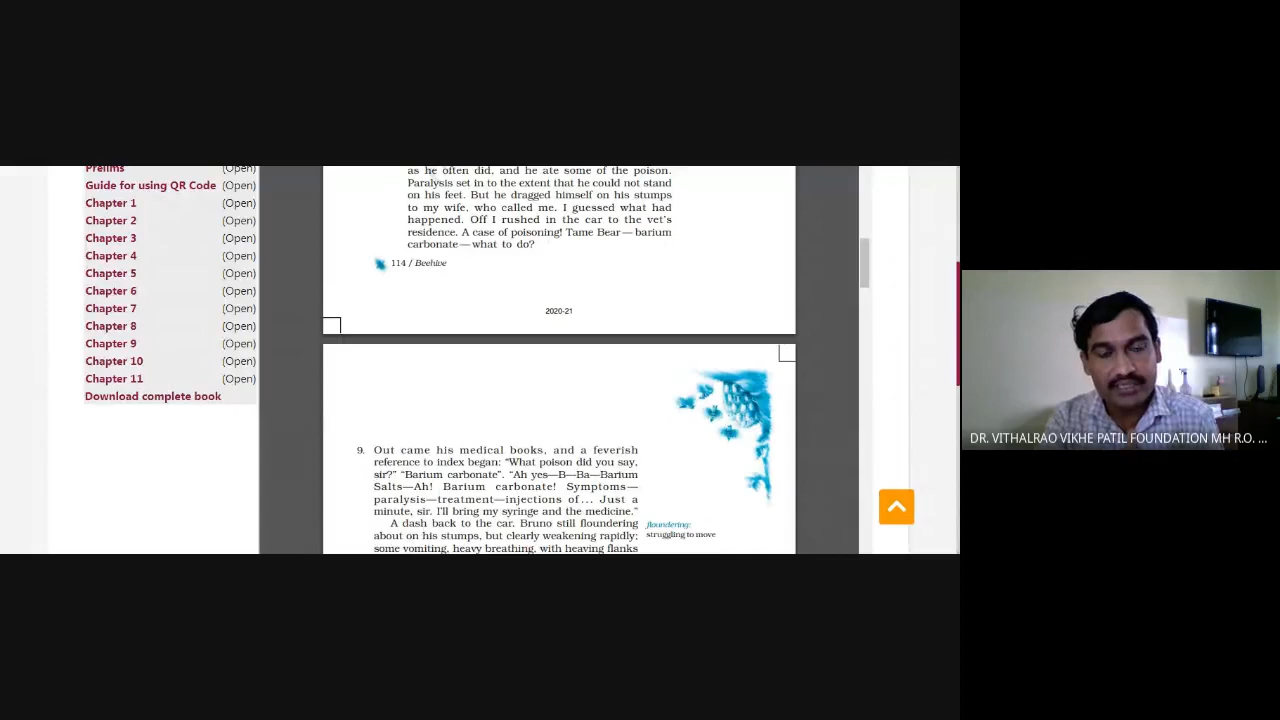 Prelims (Open)
Guide for using QR Code (Open)
Chapter 1 (Open)
Chapter 2 (Open)
Chapter 3 (Open)
Chapter 4 (Open)
Chapter 5 (Open)
Chapter 6 (Open)
Chapter 7 (Open)
Chapter 8 (Open)
Chapter 9 (Open)
Chapter 10 (Open)
Chapter 11 (Open)
Download complete book
as he often did, and he ate some of the poison.
Paralysis set in to the extent that he could not stand
on his feet. But he dragged himself on his stumps
to my wife, who called me. I guessed what had
happened. Off I rushed in the car to the vet's
residence. A case of poisoning! Tame Bear—barium
carbonate—what to do?
114 / Beehive
2020-21
9. Out came his medical books, and a feverish
reference to index began: “What poison did you say,
sir?” “Barium carbonate”. “Ah yes—B—Ba—Barium
Salts—Ah! Barium carbonate! Symptoms—
paralysis—treatment—injections of... Just a
minute, sir. I'll bring my syringe and the medicine.”
A dash back to the car. Bruno still floundering
about on his stumps, but clearly weakening rapidly;
some vomiting, heavy breathing, with heaving flanks
floundering:
struggling to move
DR. VITHALRAO VIKHE PATIL FOUNDATION MH R.O. ...